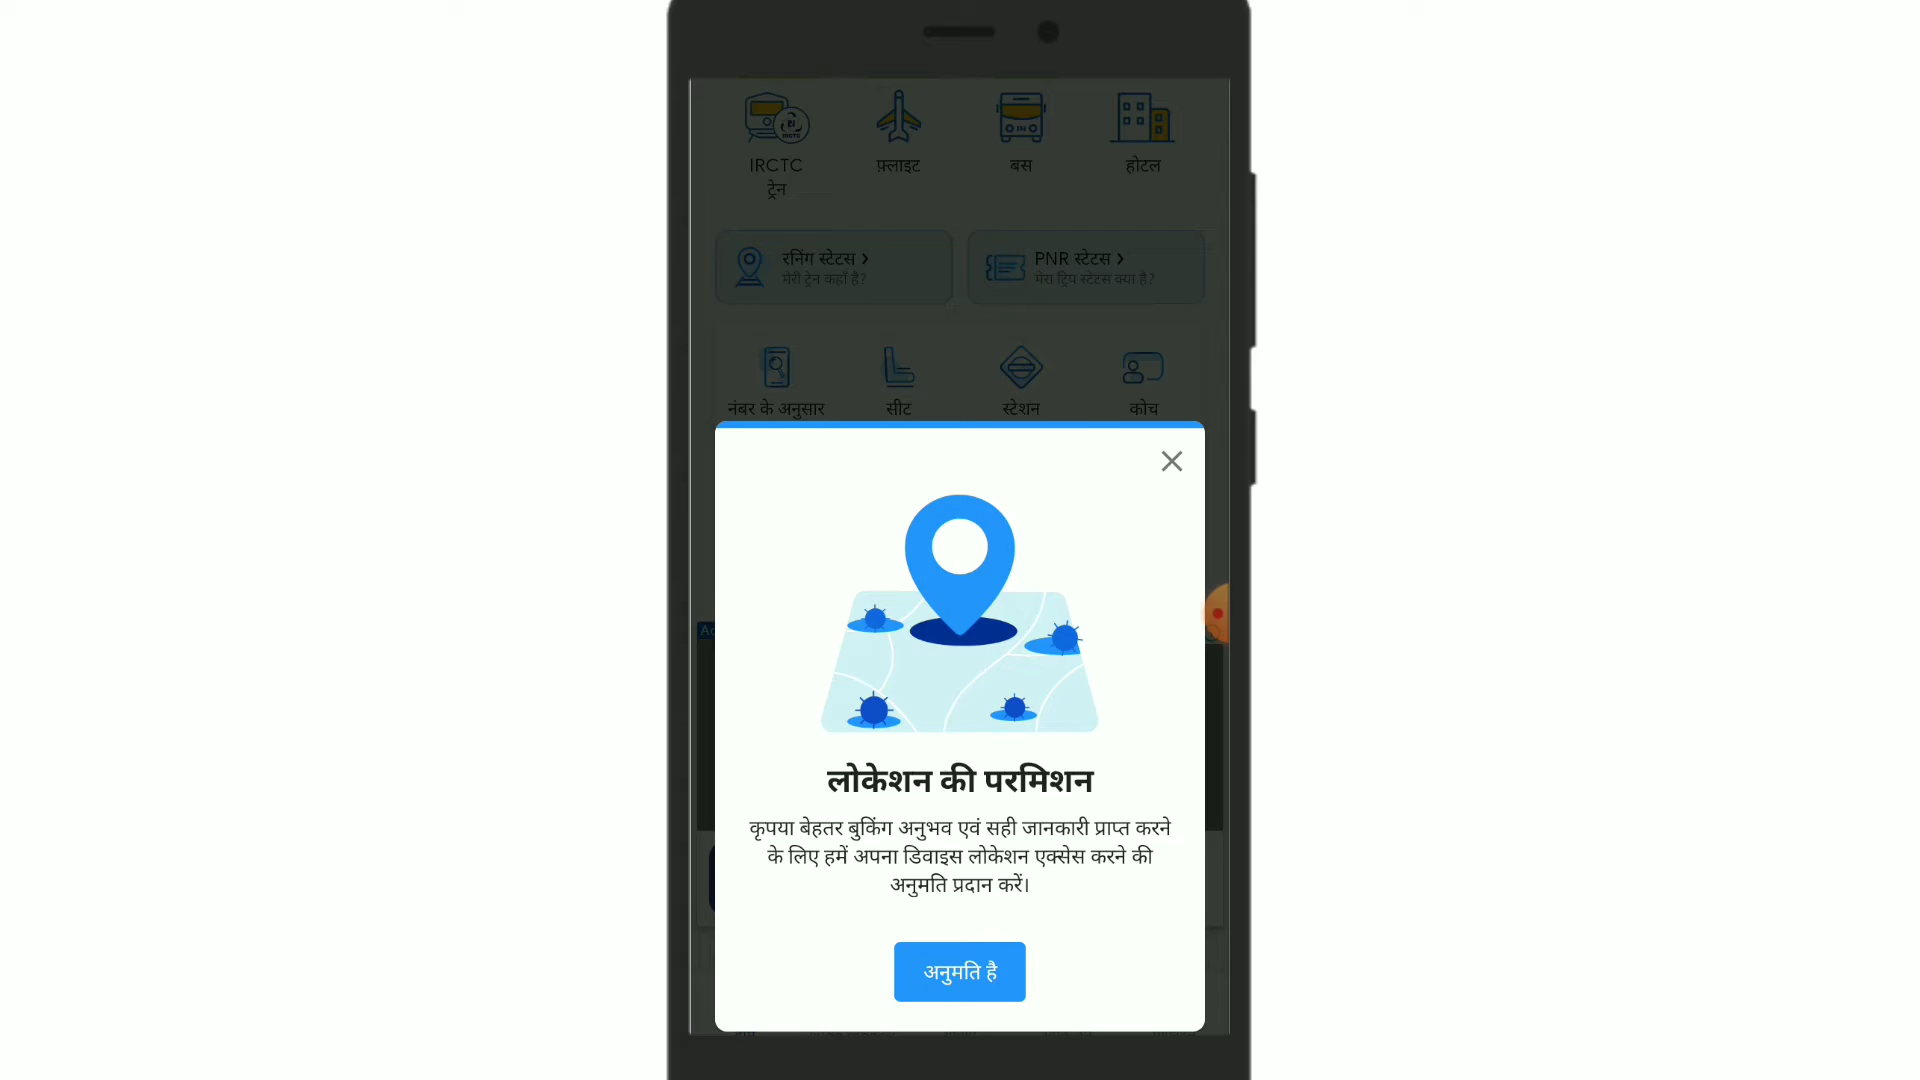 IRCTC
ट्रेन
फ़्लाइट
बस
होटल
रनिंग स्टेटस
मेरी ट्रेन कहाँ है?
PNR स्टेटस
मेरा ट्रिप स्टेटस क्या है?
नंबर के अनुसार
सीट
स्टेशन
कोच
लोकेशन की परमिशन
कृपया बेहतर बुकिंग अनुभव एवं सही जानकारी प्राप्त करने
के लिए हमें अपना डिवाइस लोकेशन एक्सेस करने की
अनुमति प्रदान करें।
अनुमति है